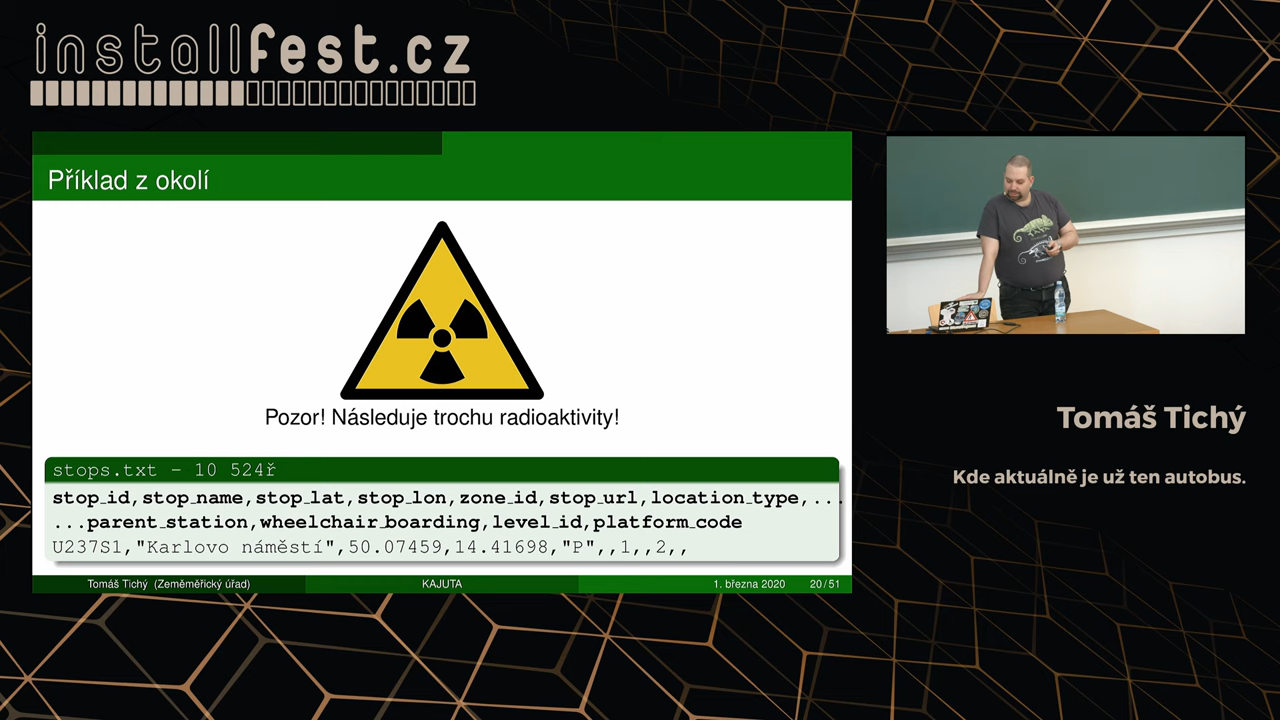 installfest.cz
Příklad z okolí
Pozor! Následuje trochu radioaktivity!
stops.txt - 10 524ř
stop_id,stop_name,stop_lat,stop_lon,zone_id,stop_url,location_type,...
...parent_station,wheelchair_boarding,level_id,platform_code
U237S1,"Karlovo náměstí",50.07459,14.41698,"P",,1,,2,,
Tomáš Tichý (Zeměměřický úřad)
KAJUTA
1. března 2020
20/51
Tomáš Tichý
Kde aktuálně je už ten autobus.